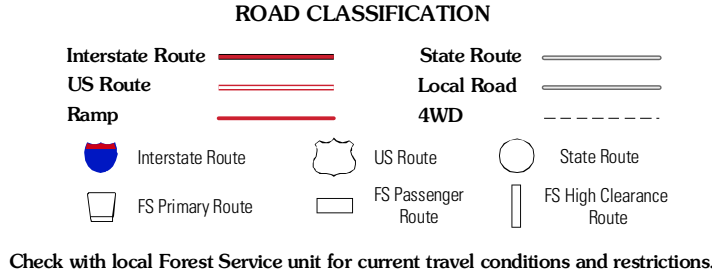 ROAD CLASSIFICATION
Interstate Route
State Route
US Route
Local Road
Ramp
4WD
Interstate Route
US Route
State Route
FS Primary Route
FS Passenger
Route
FS High Clearance
Route
Check with local Forest Service unit for current travel conditions and restrictions.